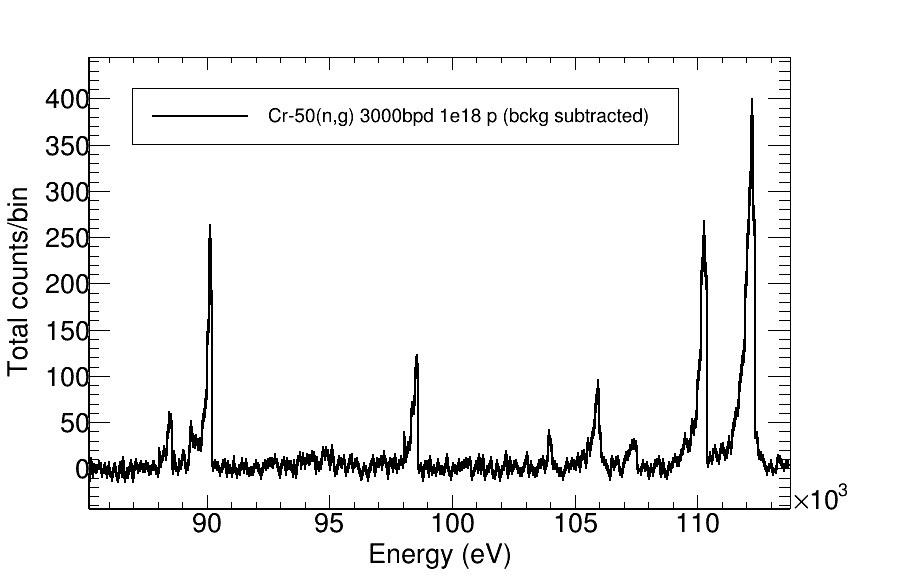 Cr-50(n,g) 3000bpd 1e18 p (bckg subtracted)
400
350
300
250
200
150
100
50
0
Total counts/bin
90 95 100 105 110
×10³
Energy (eV)